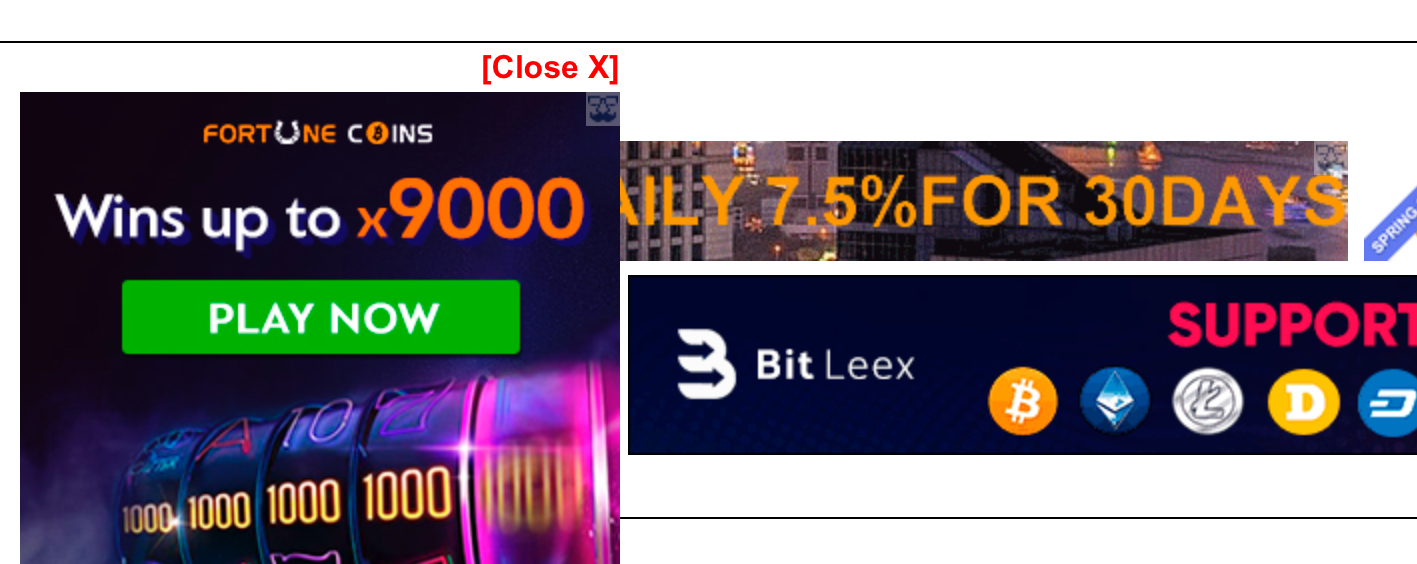 [Close X]
FORTUNE COINS
Wins up to x9000
PLAY NOW
1000 1000 1000 1000
AILY 7.5%FOR 30DAYS
SPRING
Bit Leex
SUPPORT